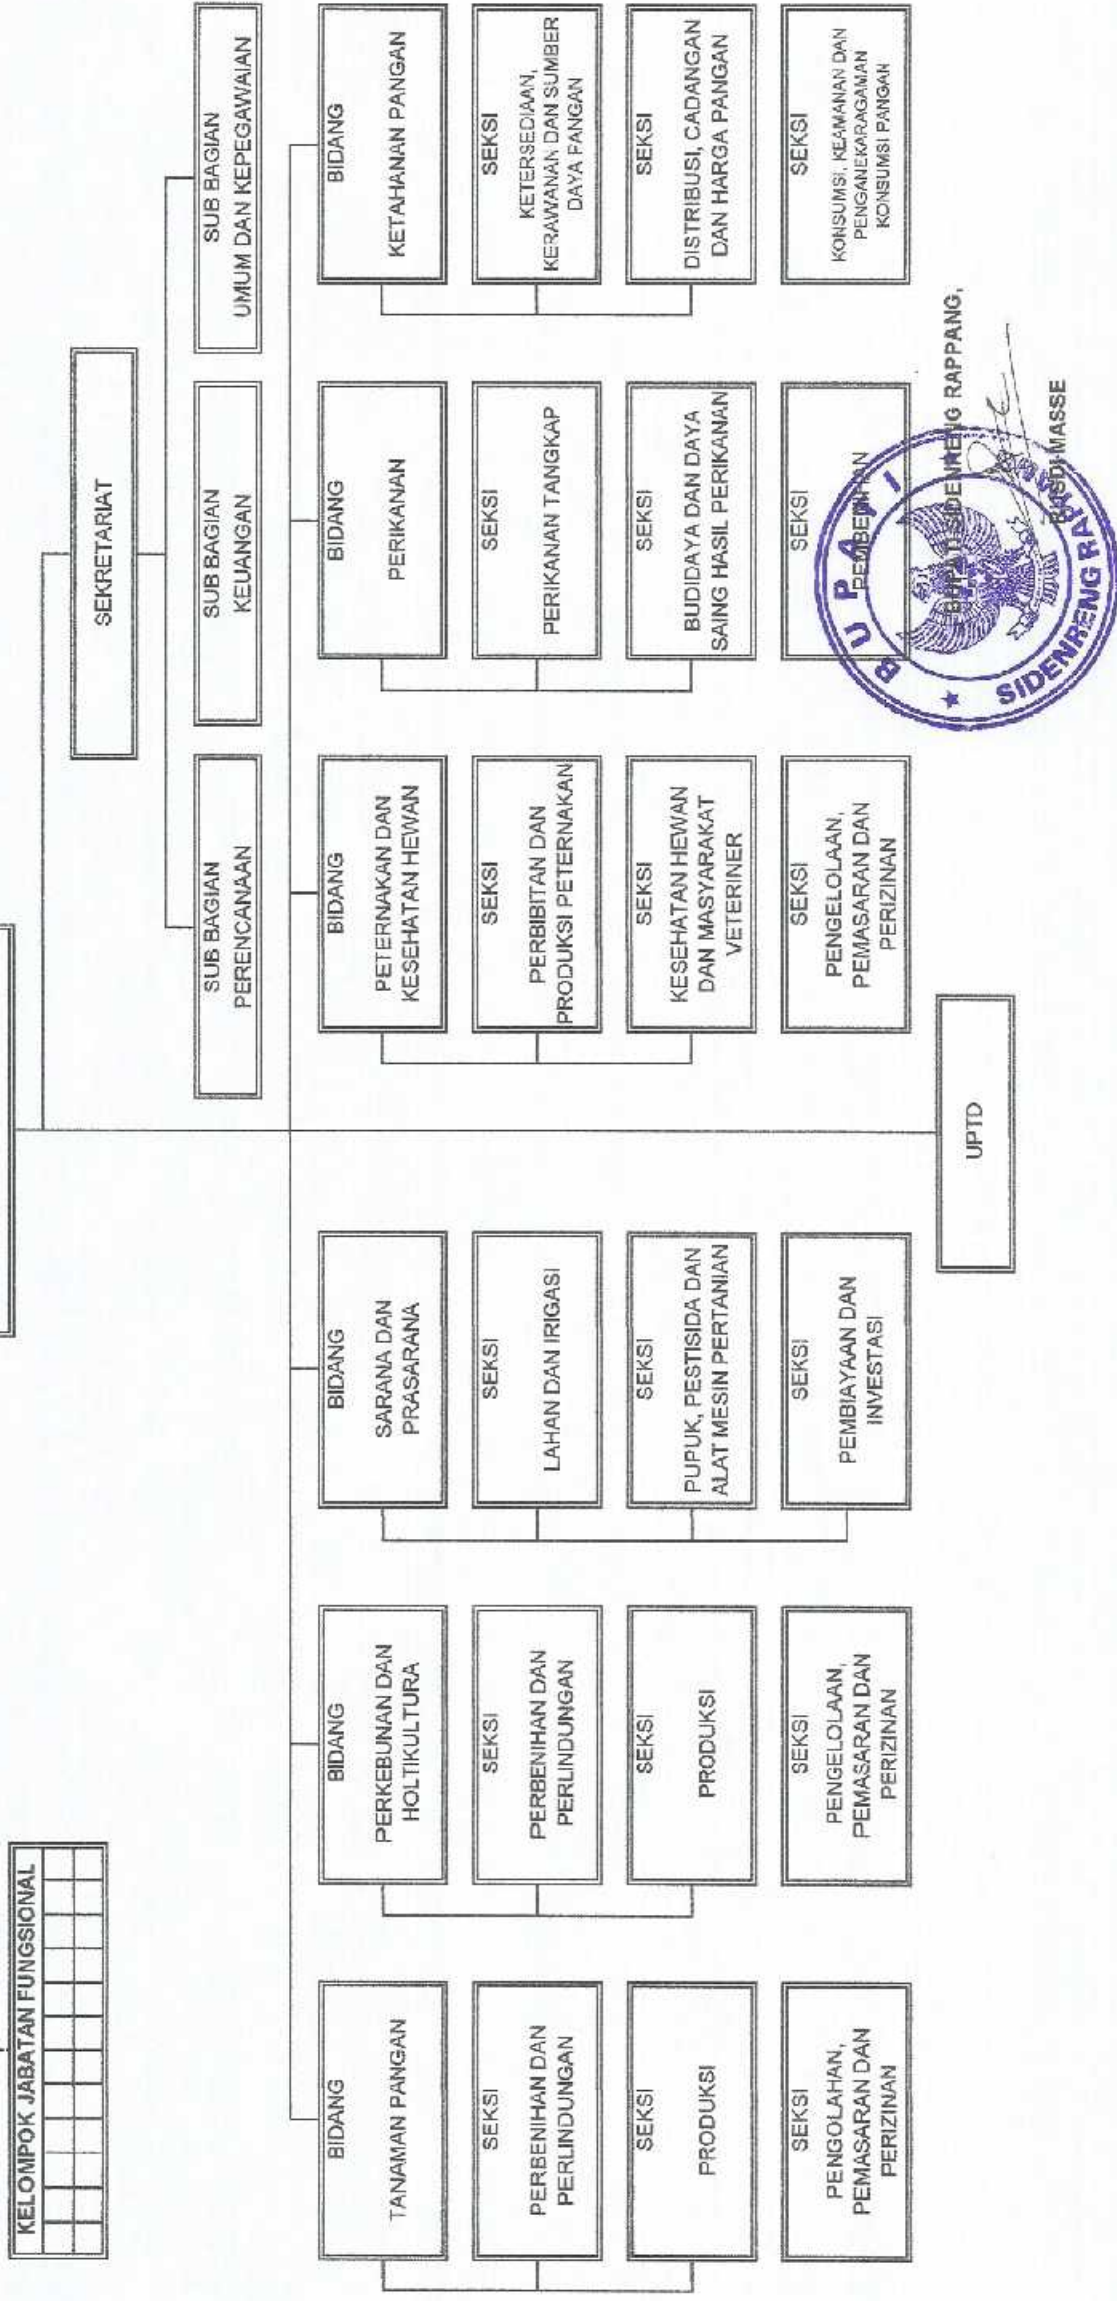 KELOMPOK JABATAN FUNGSIONAL
SEKRETARIAT
SUB BAGIAN
PERENCANAAN
SUB BAGIAN
KEUANGAN
SUB BAGIAN
UMUM DAN KEPEGAWAIAN
BIDANG
TANAMAN PANGAN
SEKSI
PERBENIHAN DAN
PERLINDUNGAN
SEKSI
PRODUKSI
SEKSI
PENGOLAHAN,
PEMASARAN DAN
PERIZINAN
BIDANG
PERKEBUNAN DAN
HOLTIKULTURA
SEKSI
PERBENIHAN DAN
PERLINDUNGAN
SEKSI
PRODUKSI
SEKSI
PENGELOLAAN,
PEMASARAN DAN
PERIZINAN
BIDANG
SARANA DAN
PRASARANA
SEKSI
LAHAN DAN IRIGASI
SEKSI
PUPUK, PESTISIDA DAN
ALAT MESIN PERTANIAN
SEKSI
PEMBIAYAAN DAN
INVESTASI
BIDANG
PETERNAKAN DAN
KESEHATAN HEWAN
SEKSI
PERBIBITAN DAN
PRODUKSI PETERNAKAN
SEKSI
KESEHATAN HEWAN
DAN MASYARAKAT
VETERINER
SEKSI
PENGELOLAAN,
PEMASARAN DAN
PERIZINAN
BIDANG
PERIKANAN
SEKSI
PERIKANAN TANGKAP
SEKSI
BUDIDAYA DAN DAYA
SAING HASIL PERIKANAN
SEKSI
PEMBENIHAN
BIDANG
KETAHANAN PANGAN
SEKSI
KETERSEDIAAN,
KERAWANAN DAN SUMBER
DAYA PANGAN
SEKSI
DISTRIBUSI, CADANGAN
DAN HARGA PANGAN
SEKSI
KONSUMSI, KEAMANAN DAN
PENGANEKARAGAMAN
KONSUMSI PANGAN
UPTD
BUPATI SIDENRENG RAPPANG,
BUPATI
SIDENRENG RAPPANG
RUSDI MASSE